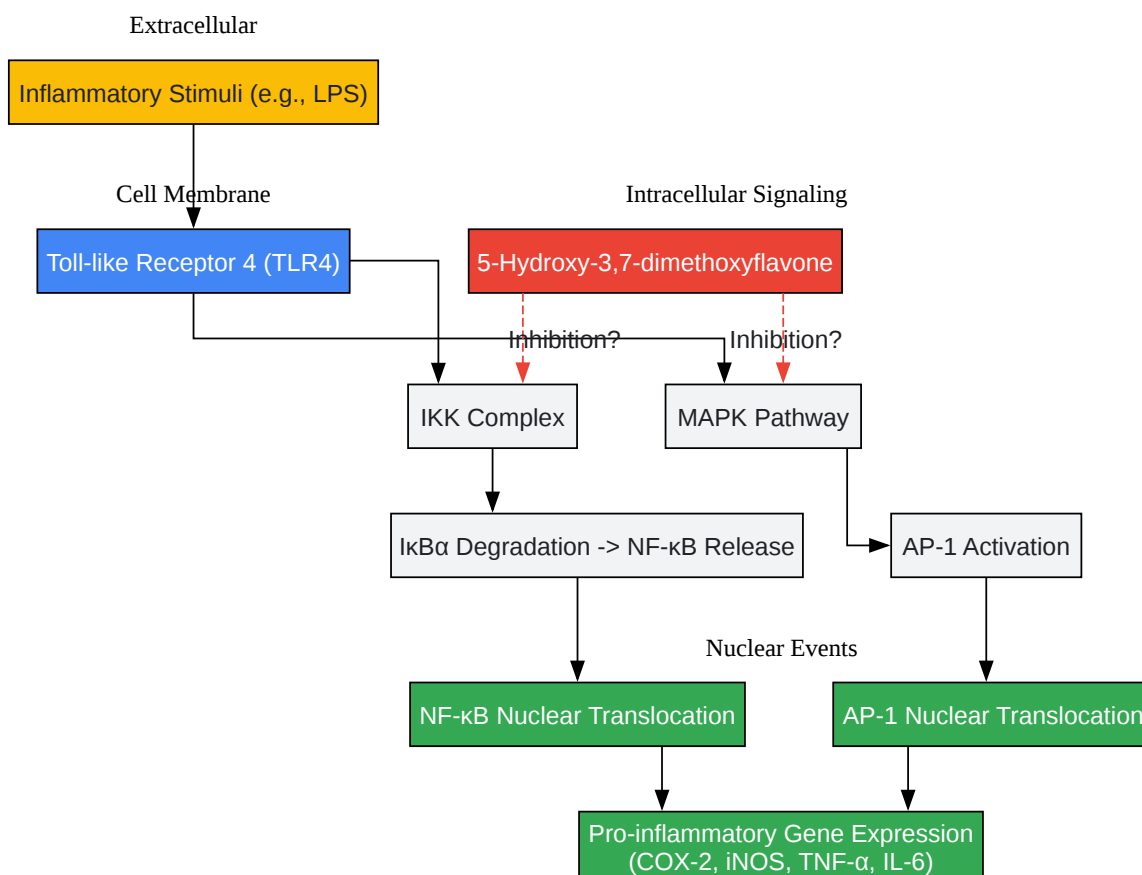 Extracellular
Inflammatory Stimuli (e.g., LPS)
Cell Membrane
Intracellular Signaling
Toll-like Receptor 4 (TLR4)
5-Hydroxy-3,7-dimethoxyflavone
Inhibition?
Inhibition?
IKK Complex
MAPK Pathway
IκBα Degradation -> NF-κB Release
AP-1 Activation
Nuclear Events
NF-κB Nuclear Translocation
AP-1 Nuclear Translocation
Pro-inflammatory Gene Expression
(COX-2, iNOS, TNF-α, IL-6)